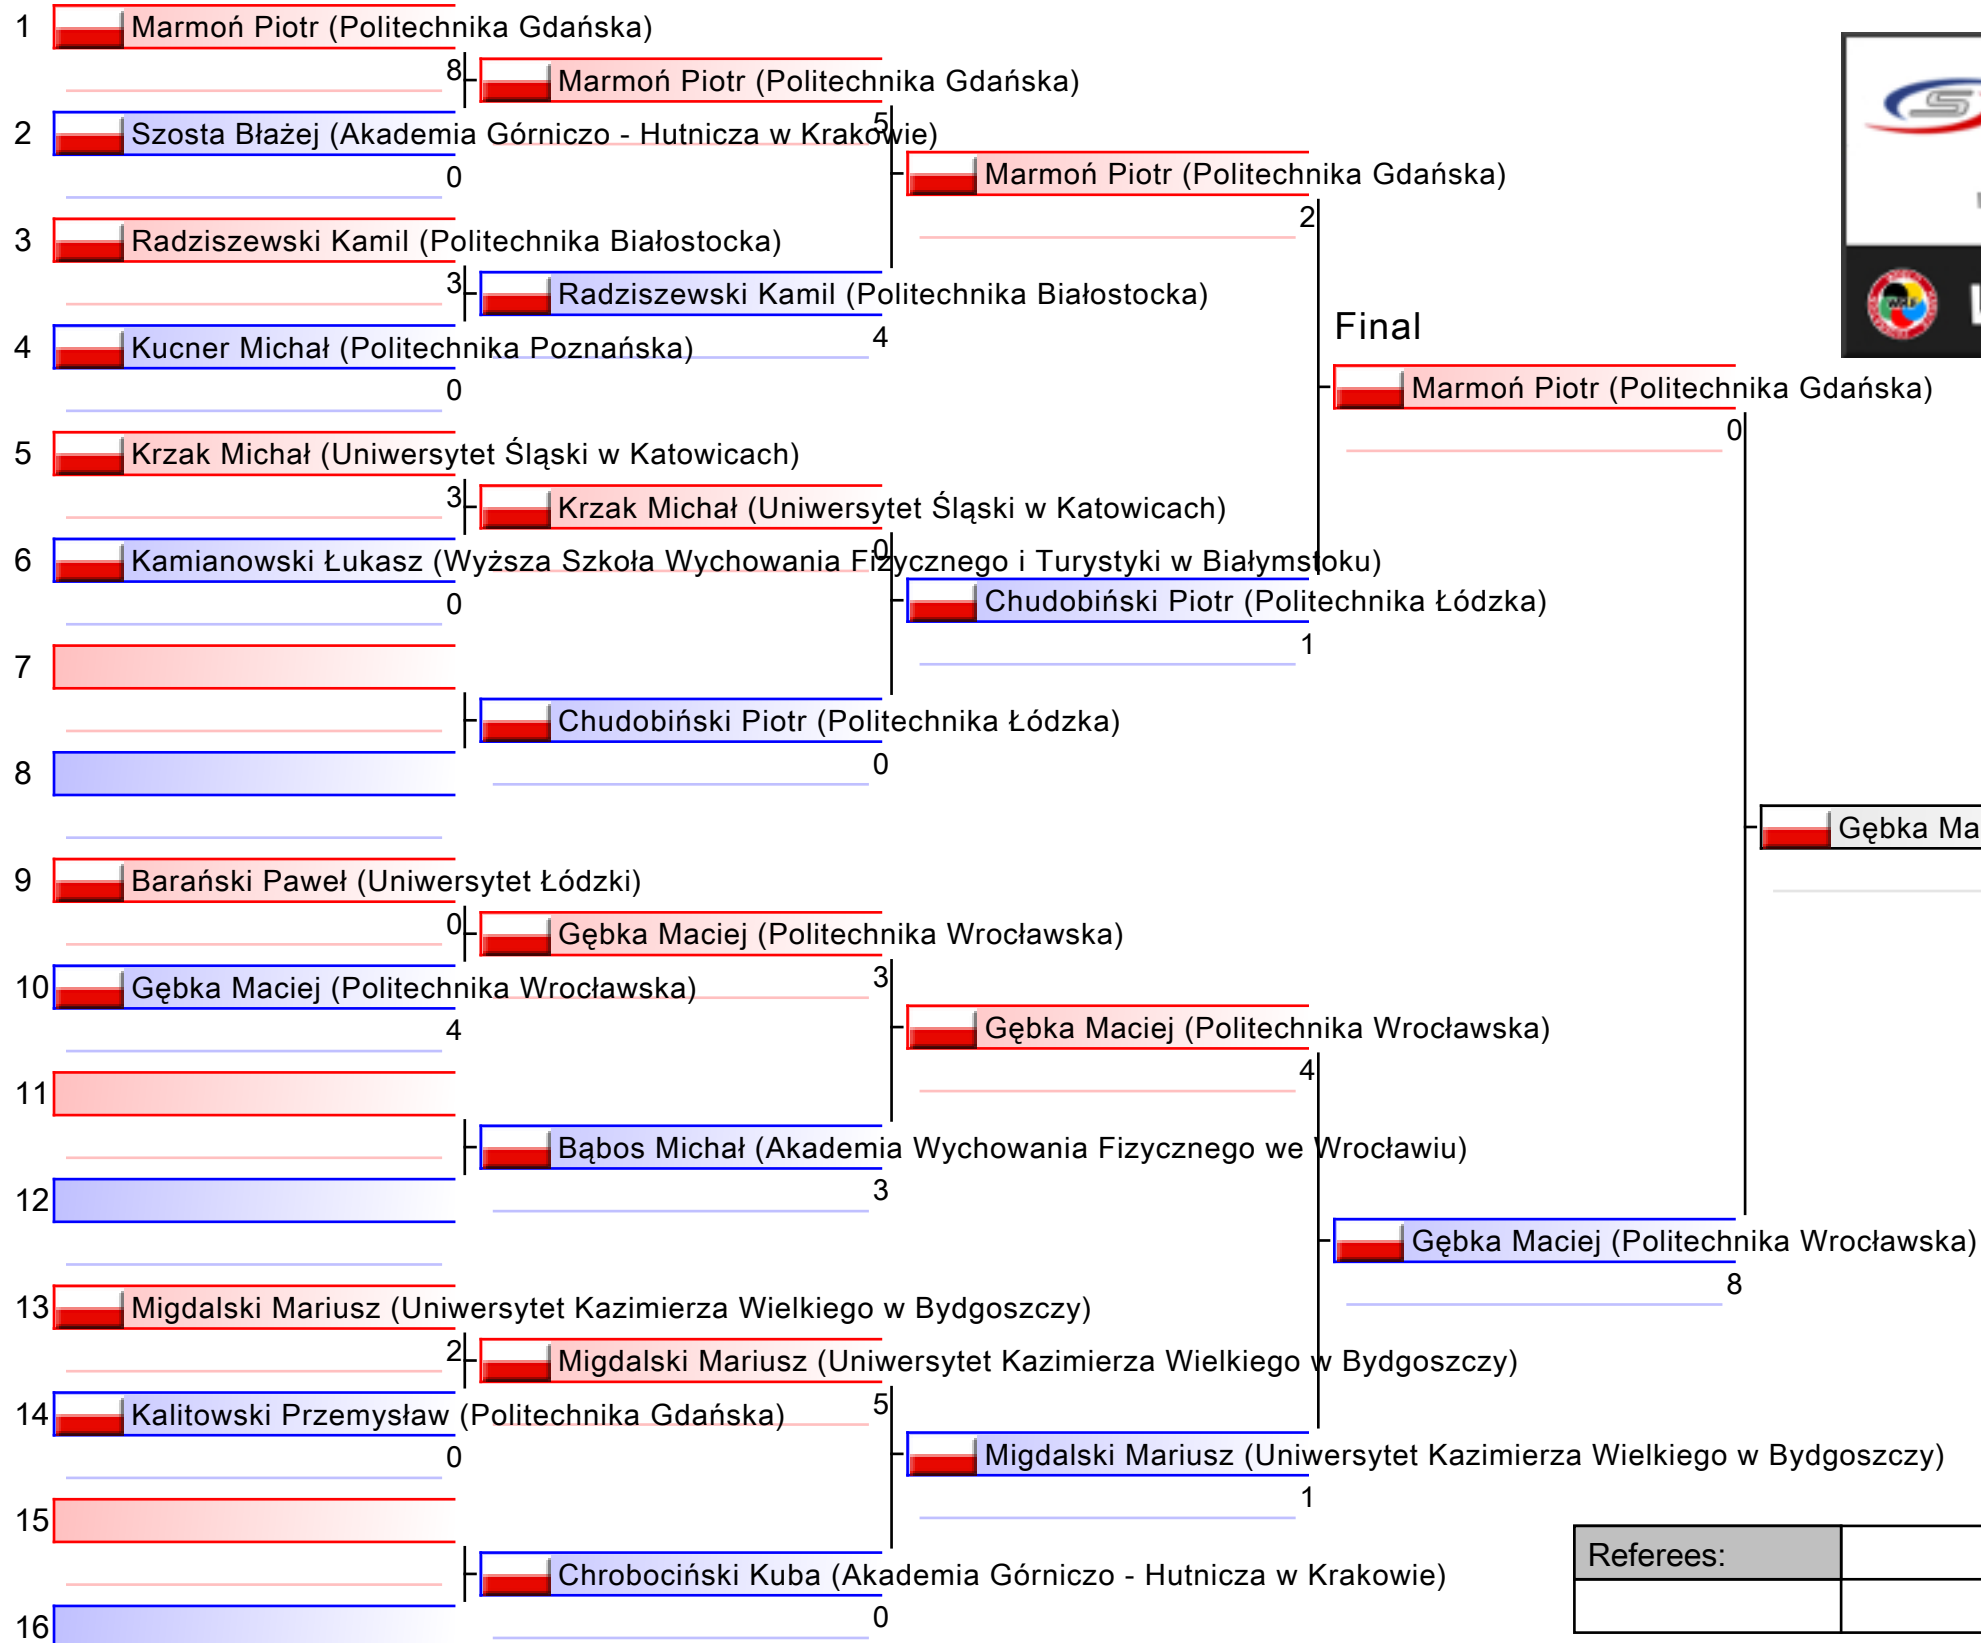 1 Marmoń Piotr (Politechnika Gdańska)
8 Marmoń Piotr (Politechnika Gdańska)
2 Szosta Błażej (Akademia Górniczo - Hutnicza w Krakowie)
5
0
Marmoń Piotr (Politechnika Gdańska)
2
3 Radziszewski Kamil (Politechnika Białostocka)
3 Radziszewski Kamil (Politechnika Białostocka)
4
4 Kucner Michał (Politechnika Poznańska)
0
Final
Marmoń Piotr (Politechnika Gdańska)
0
5 Krzak Michał (Uniwersytet Śląski w Katowicach)
3 Krzak Michał (Uniwersytet Śląski w Katowicach)
0
6 Kamianowski Łukasz (Wyższa Szkoła Wychowania Fizycznego i Turystyki w Białymstoku)
0
Chudobiński Piotr (Politechnika Łódzka)
1
7
Chudobiński Piotr (Politechnika Łódzka)
0
8
Gębka Ma
9 Barański Paweł (Uniwersytet Łódzki)
0 Gębka Maciej (Politechnika Wrocławska)
3
10 Gębka Maciej (Politechnika Wrocławska)
4
Gębka Maciej (Politechnika Wrocławska)
4
11
Bąbos Michał (Akademia Wychowania Fizycznego we Wrocławiu)
3
12
Gębka Maciej (Politechnika Wrocławska)
8
13 Migdalski Mariusz (Uniwersytet Kazimierza Wielkiego w Bydgoszczy)
2 Migdalski Mariusz (Uniwersytet Kazimierza Wielkiego w Bydgoszczy)
5
14 Kalitowski Przemysław (Politechnika Gdańska)
0
Migdalski Mariusz (Uniwersytet Kazimierza Wielkiego w Bydgoszczy)
1
15
Chrobociński Kuba (Akademia Górniczo - Hutnicza w Krakowie)
0
16
Referees: